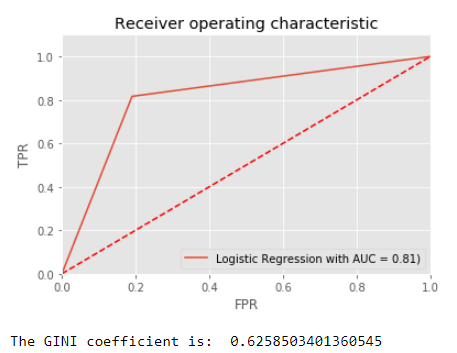 Receiver operating characteristic
1.0
0.8
0.6
0.4
0.2
0.0
TPR
Logistic Regression with AUC = 0.81)
0.0 0.2 0.4 0.6 0.8 1.0
FPR
The GINI coefficient is:  0.6258503401360545